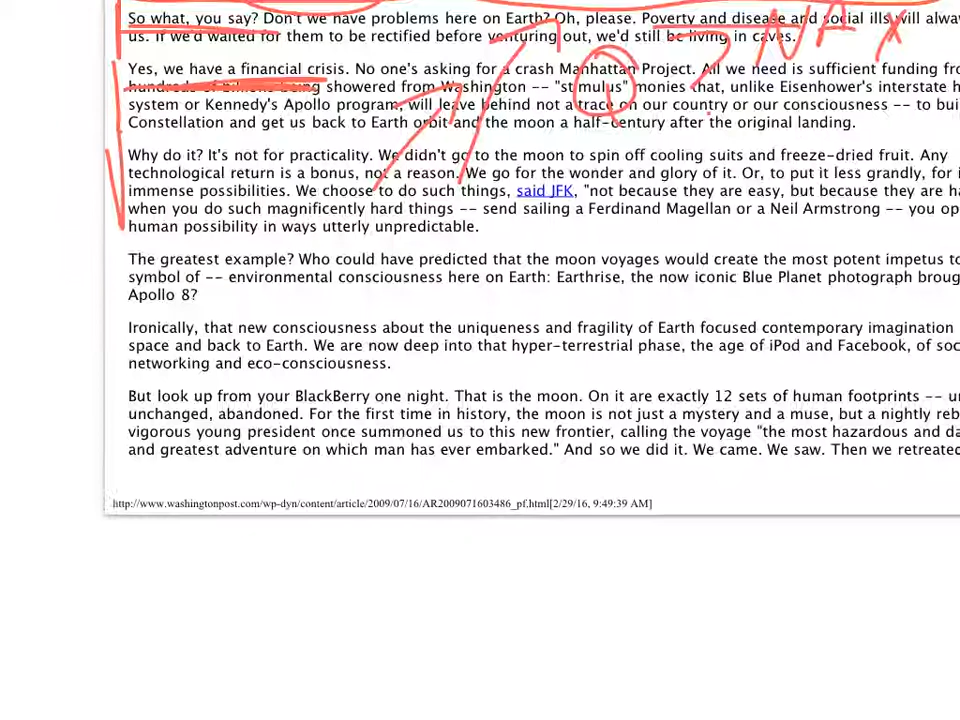 So what, you say? Don't we have problems here on Earth? Oh, please. Poverty and disease and social ills will alwa
us. If we'd waited for them to be rectified before venturing out, we'd still be living in caves.
NA
Yes, we have a financial crisis. No one's asking for a crash Manhattan Project. All we need is sufficient funding fro
hundreds of billions being showered from Washington -- "stimulus" monies that, unlike Eisenhower's interstate h
system or Kennedy's Apollo program, will leave behind not a trace on our country or our consciousness -- to buil
Constellation and get us back to Earth orbit and the moon a half-century after the original landing.
Why do it? It's not for practicality. We didn't go to the moon to spin off cooling suits and freeze-dried fruit. Any
technological return is a bonus, not a reason. We go for the wonder and glory of it. Or, to put it less grandly, for i
immense possibilities. We choose to do such things, said JFK, "not because they are easy, but because they are ha
when you do such magnificently hard things -- send sailing a Ferdinand Magellan or a Neil Armstrong -- you op
human possibility in ways utterly unpredictable.
The greatest example? Who could have predicted that the moon voyages would create the most potent impetus to
symbol of -- environmental consciousness here on Earth: Earthrise, the now iconic Blue Planet photograph broug
Apollo 8?
Ironically, that new consciousness about the uniqueness and fragility of Earth focused contemporary imagination
space and back to Earth. We are now deep into that hyper-terrestrial phase, the age of iPod and Facebook, of soc
networking and eco-consciousness.
But look up from your BlackBerry one night. That is the moon. On it are exactly 12 sets of human footprints -- u
unchanged, abandoned. For the first time in history, the moon is not just a mystery and a muse, but a nightly reb
vigorous young president once summoned us to this new frontier, calling the voyage "the most hazardous and da
and greatest adventure on which man has ever embarked." And so we did it. We came. We saw. Then we retreated
http://www.washingtonpost.com/wp-dyn/content/article/2009/07/16/AR2009071603486_pf.html[2/29/16, 9:49:39 AM]